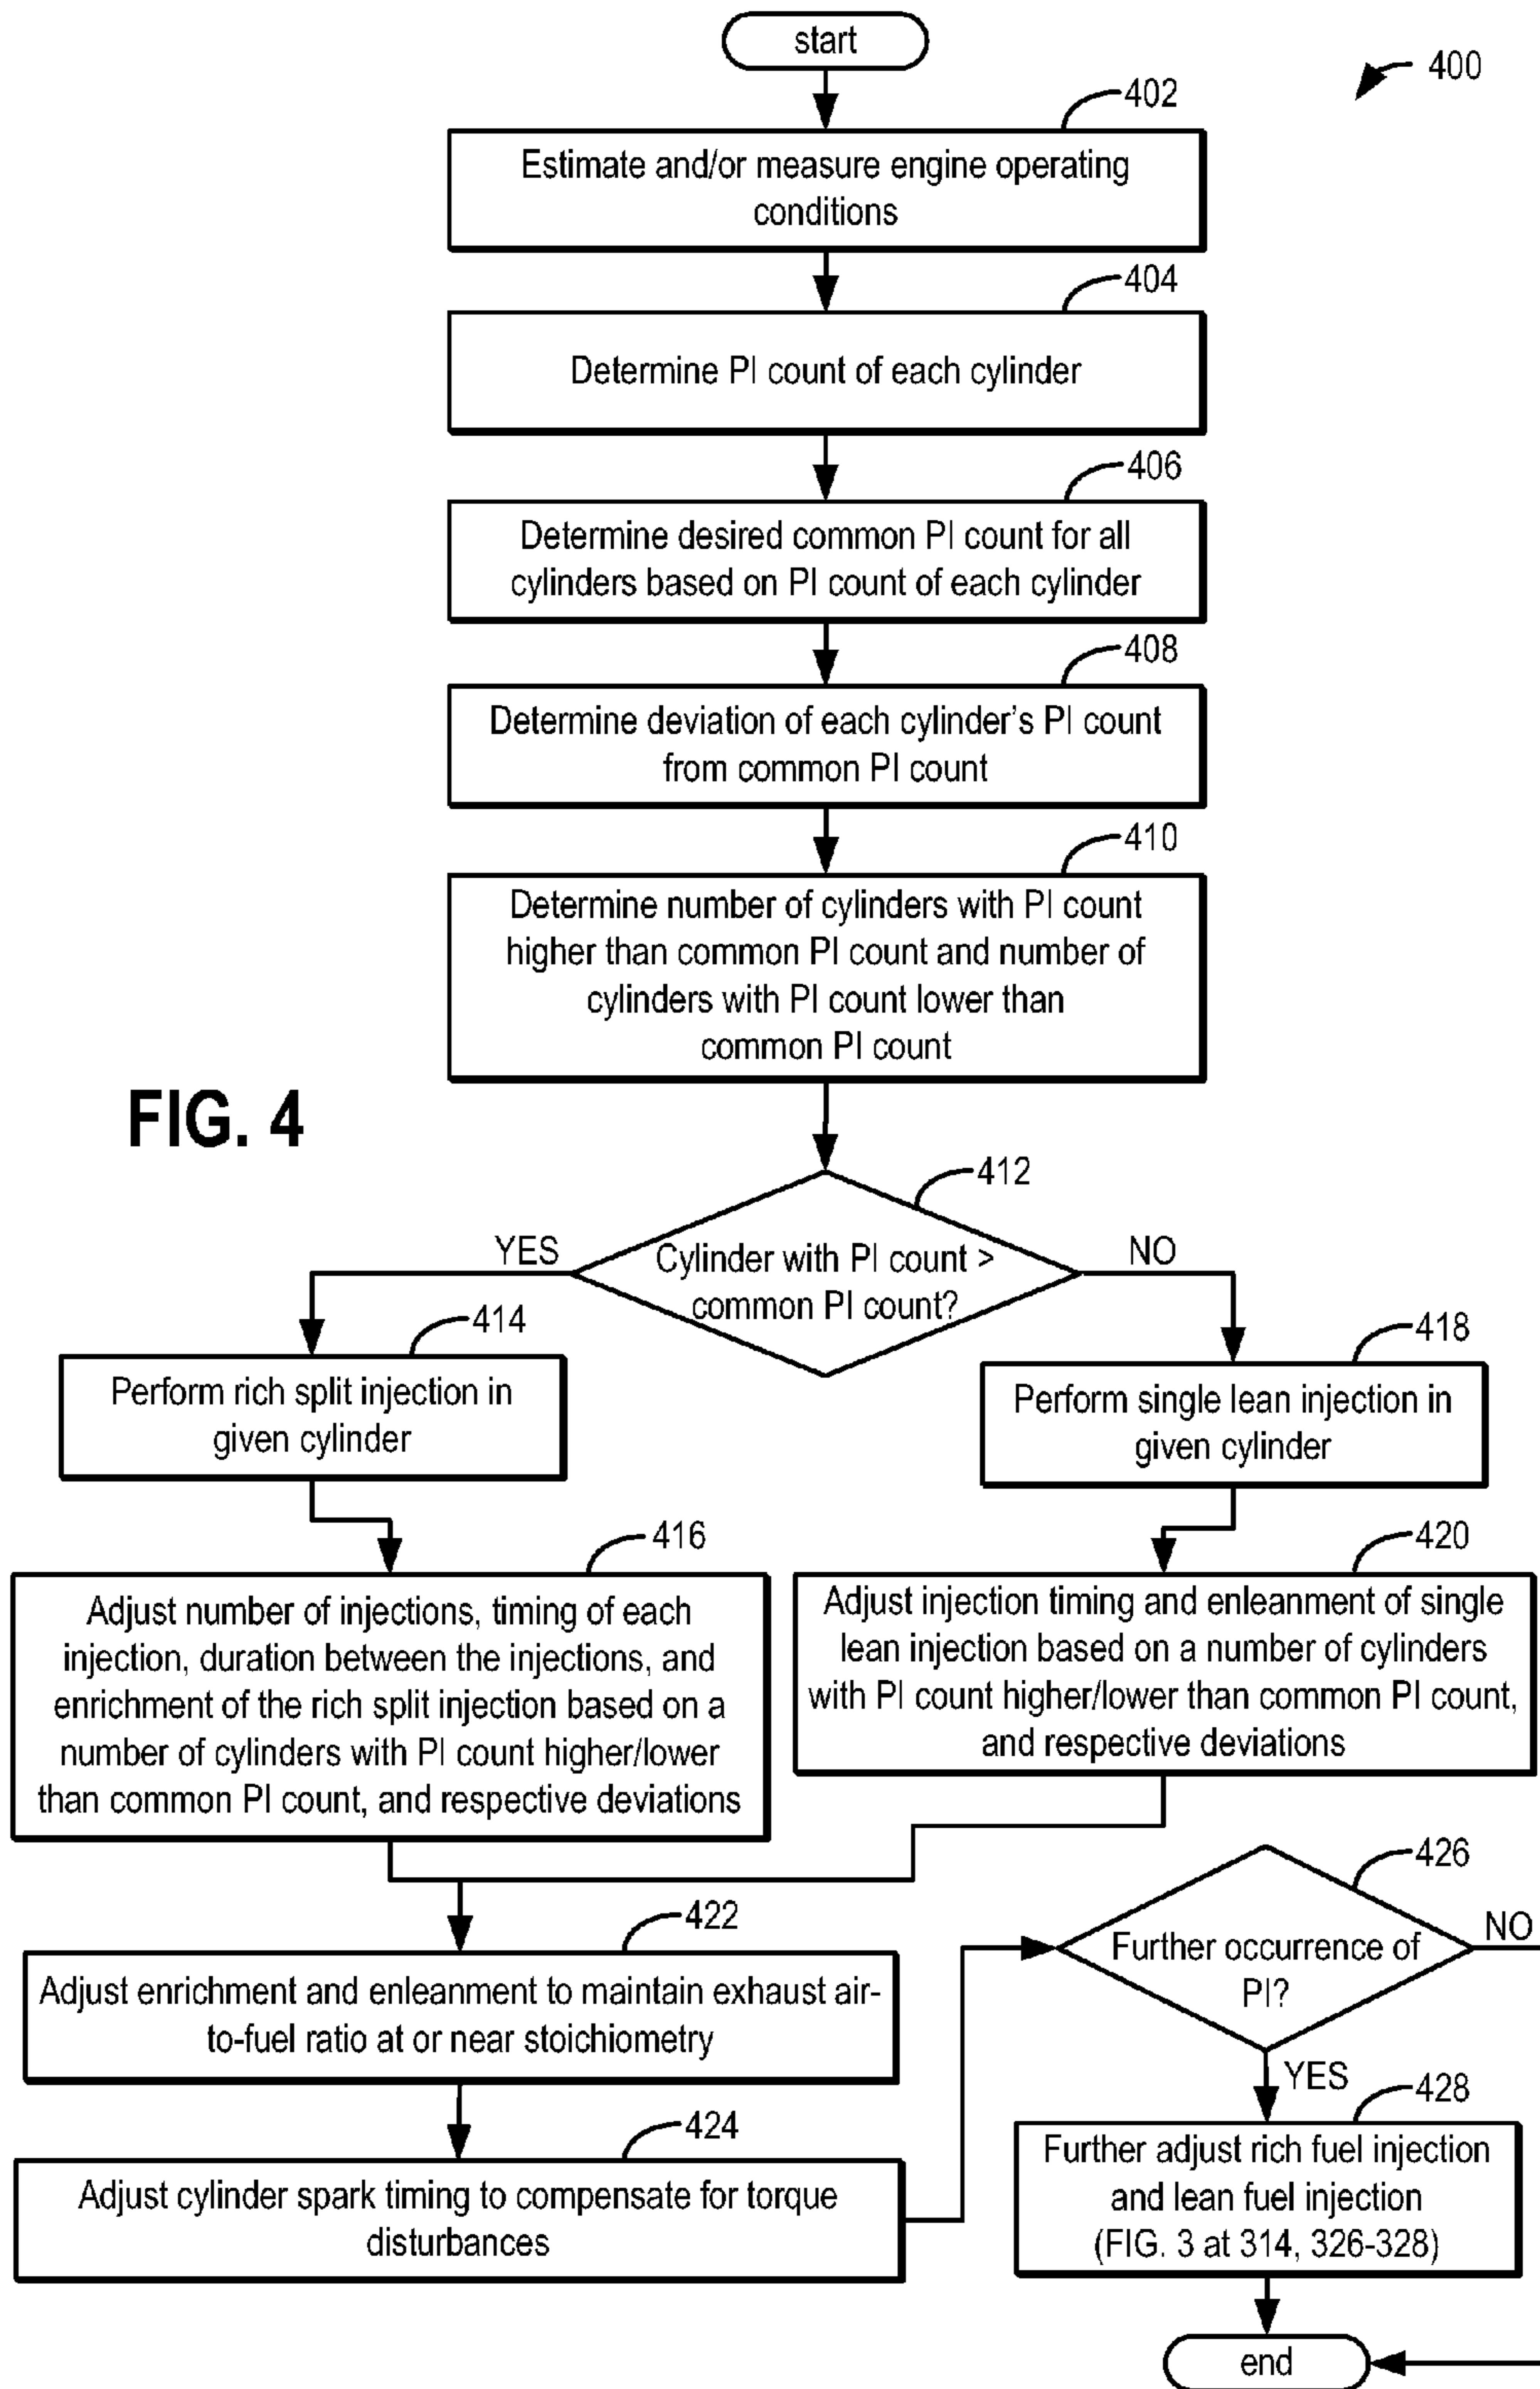 start
400
402
Estimate and/or measure engine operating
conditions
404
Determine PI count of each cylinder
406
Determine desired common PI count for all
cylinders based on PI count of each cylinder
408
Determine deviation of each cylinder's PI count
from common PI count
410
Determine number of cylinders with PI count
higher than common PI count and number of
cylinders with PI count lower than
common PI count
FIG. 4
412
YES
Cylinder with PI count >
common PI count?
NO
414
Perform rich split injection in
given cylinder
418
Perform single lean injection in
given cylinder
416
Adjust number of injections, timing of each
injection, duration between the injections, and
enrichment of the rich split injection based on a
number of cylinders with PI count higher/lower
than common PI count, and respective deviations
420
Adjust injection timing and enleanment of single
lean injection based on a number of cylinders
with PI count higher/lower than common PI count,
and respective deviations
422
Adjust enrichment and enleanment to maintain exhaust air-
to-fuel ratio at or near stoichiometry
424
Adjust cylinder spark timing to compensate for torque
disturbances
426
Further occurrence of
PI?
NO
YES
428
Further adjust rich fuel injection
and lean fuel injection
(FIG. 3 at 314, 326-328)
end